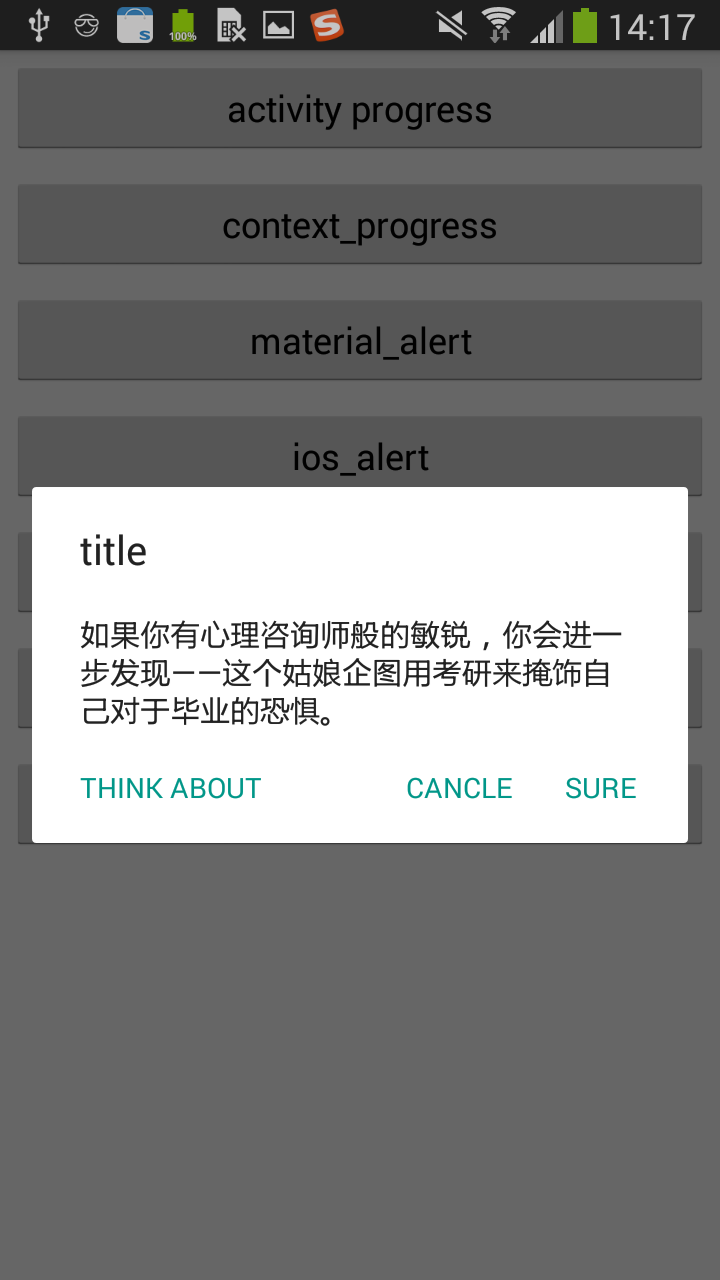 100%
14:17
activity progress
context_progress
material_alert
ios_alert
title
如果你有心理咨询师般的敏锐，你会进一
步发现——这个姑娘企图用考研来掩饰自
己对于毕业的恐惧。
THINK ABOUT
CANCLE
SURE